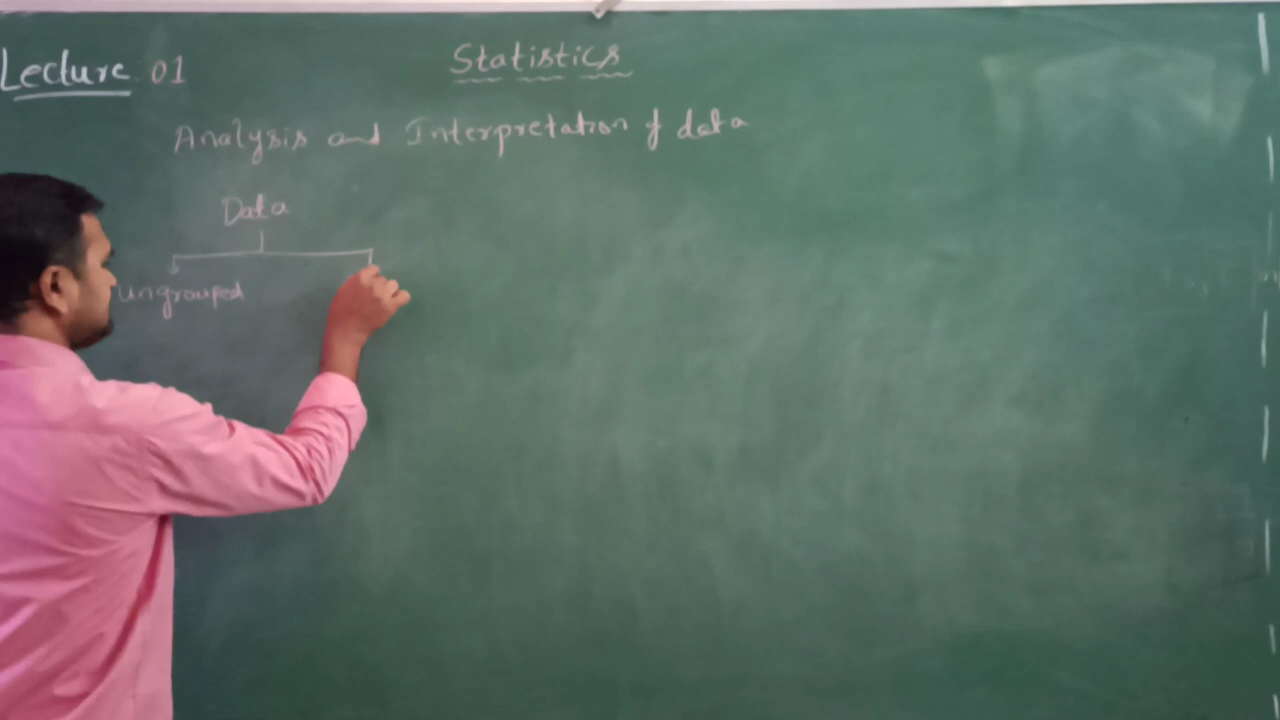 Lecture 01
Statistics
Analysis and Interpretation of data
Data
ungrouped